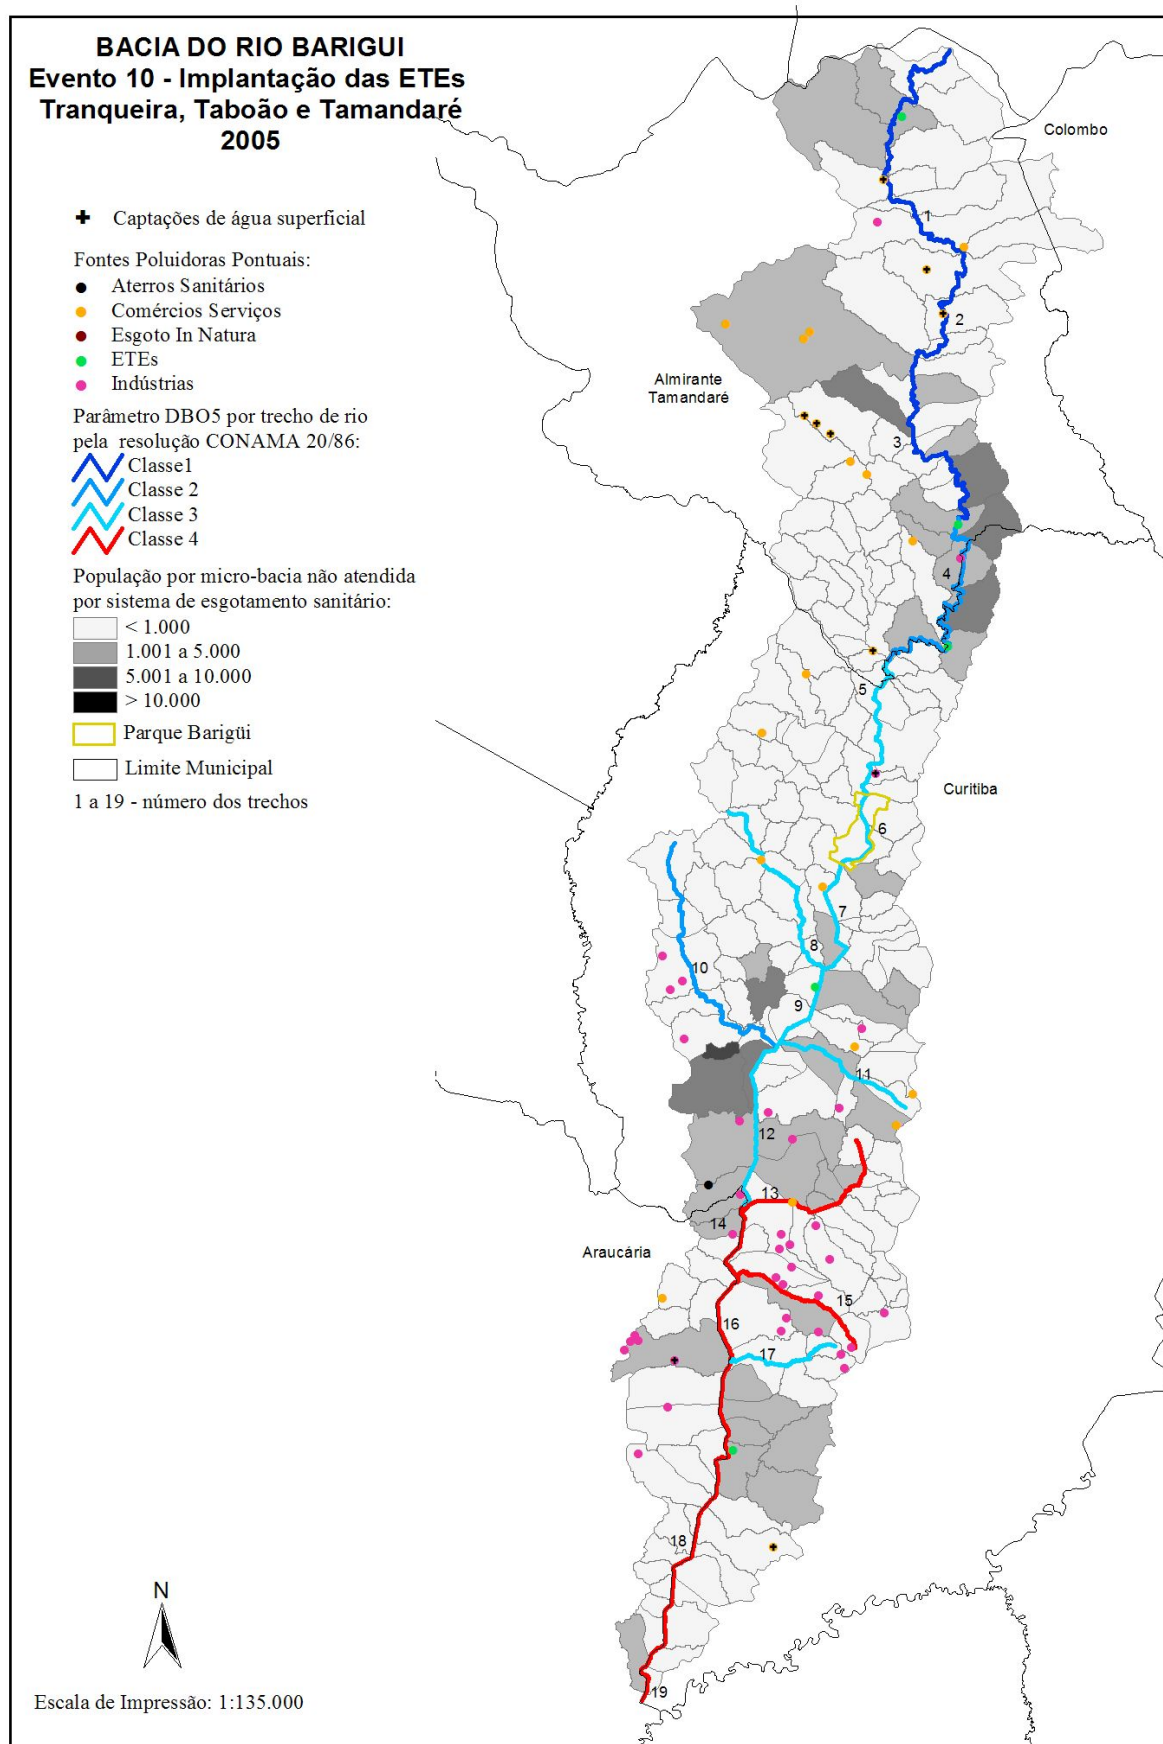 BACIA DO RIO BARIGUI
Evento 10 - Implantação das ETEs
Tranqueira, Taboão e Tamandaré
2005
Captações de água superficial
Fontes Poluidoras Pontuais:
Aterros Sanitários
Comércios Serviços
Esgoto In Natura
ETEs
Indústrias
Parâmetro DBO5 por trecho de rio
pela resolução CONAMA 20/86:
Classe1
Classe 2
Classe 3
Classe 4
População por micro-bacia não atendida
por sistema de esgotamento sanitário:
< 1.000
1.001 a 5.000
5.001 a 10.000
> 10.000
Parque Barigüi
Limite Municipal
1 a 19 - número dos trechos
Colombo
1
2
Almirante
Tamandaré
3
4
5
Curitiba
6
7
8
10
9
11
12
13
14
Araucária
15
16
17
18
19
N
Escala de Impressão: 1:135.000